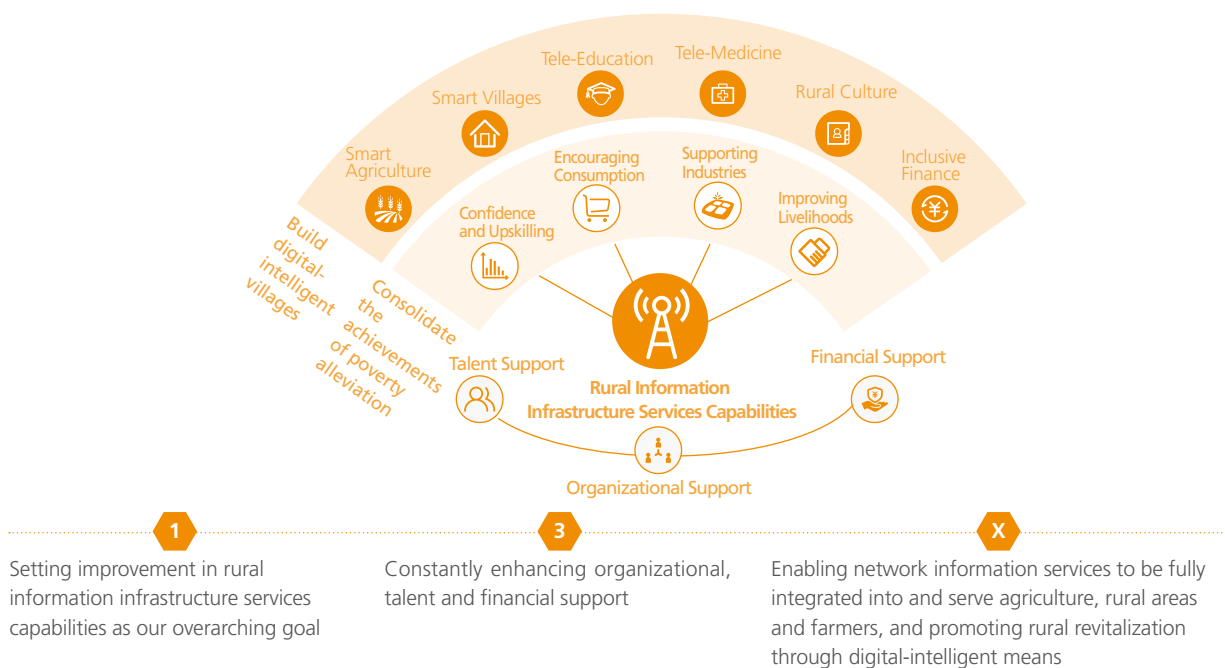 Tele-Education
Tele-Medicine
Smart Villages
Rural Culture
Smart
Agriculture
Inclusive
Finance
Encouraging
Consumption
Supporting
Industries
Confidence
and Upskilling
Improving
Livelihoods
Build
digital-
intelligent
villages
Consolidate
the
achievements
of poverty
alleviation
Talent Support
Financial Support
Rural Information
Infrastructure Services Capabilities
Organizational Support
1
3
X
Setting improvement in rural
information infrastructure services
capabilities as our overarching goal
Constantly enhancing organizational,
talent and financial support
Enabling network information services to be fully
integrated into and serve agriculture, rural areas
and farmers, and promoting rural revitalization
through digital-intelligent means